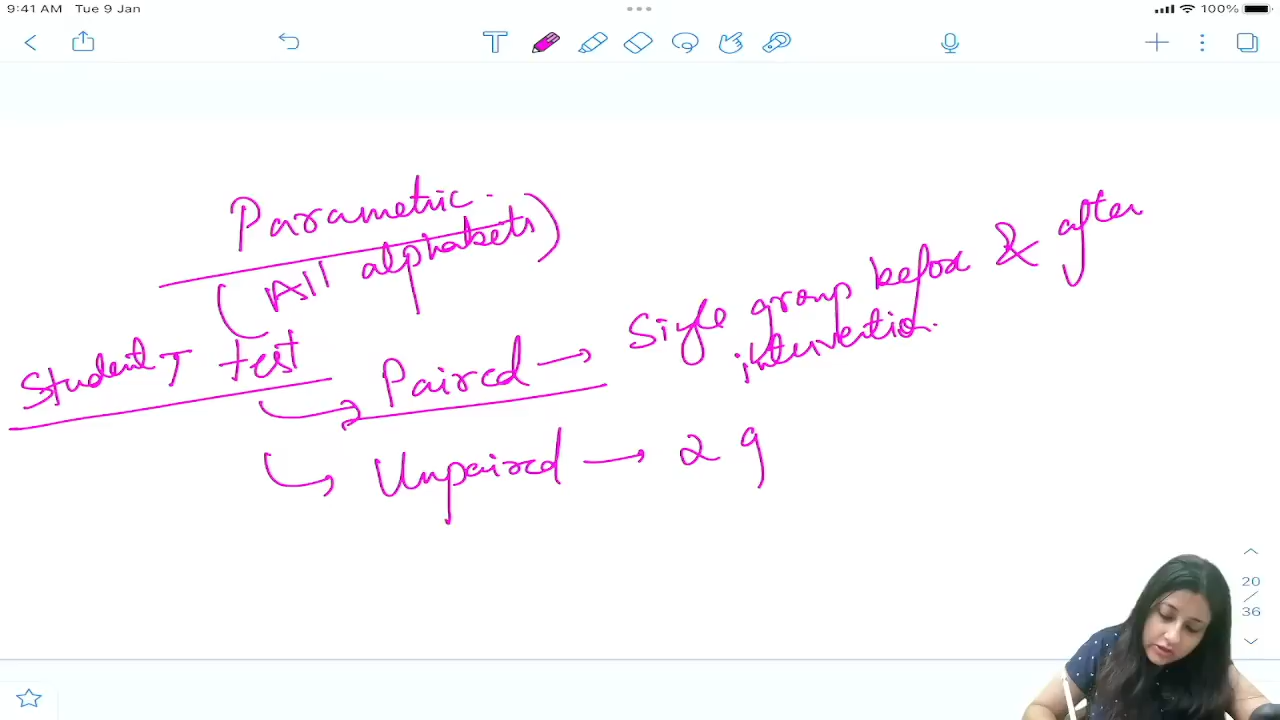 9:41 AM Tue 9 Jan
100%
T
Parametric
(All alphabets)
Student T test
Paired → Single group before & after
intervention.
Unpaired → 2 g
20
36